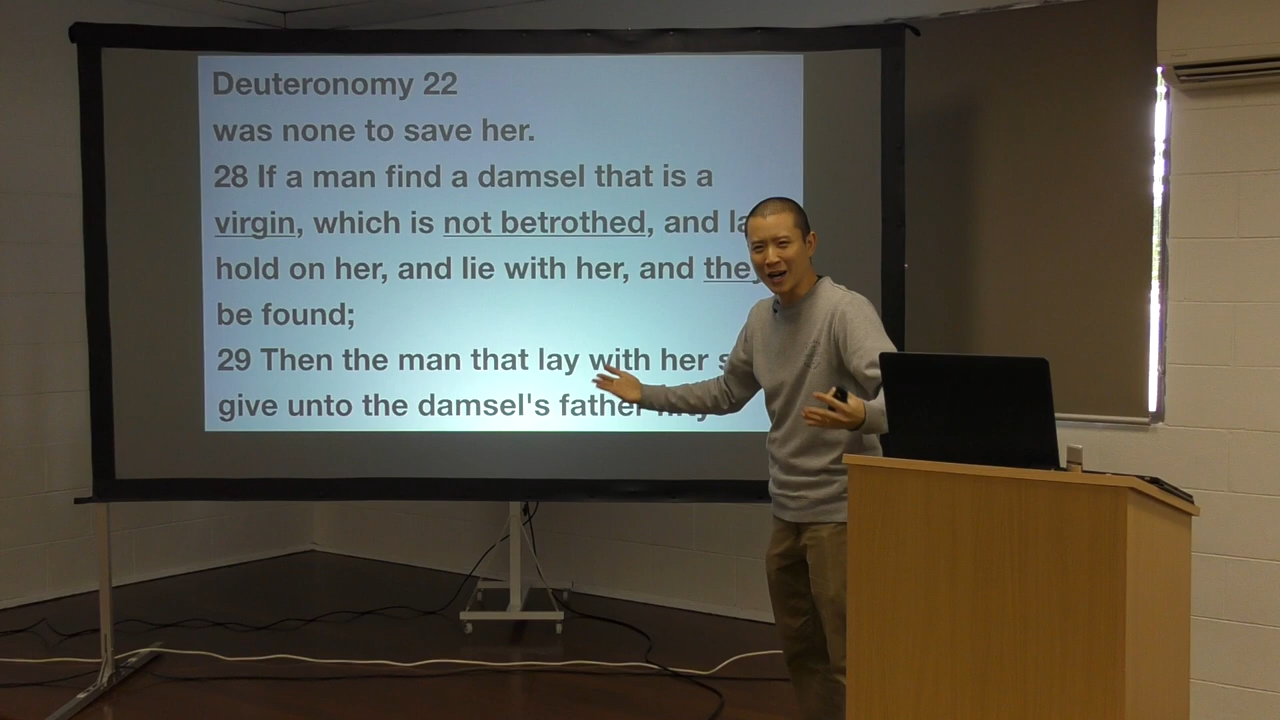 Deuteronomy 22
was none to save her.
28 If a man find a damsel that is a
virgin, which is not betrothed, and la
hold on her, and lie with her, and they
be found;
29 Then the man that lay with her s
give unto the damsel's father